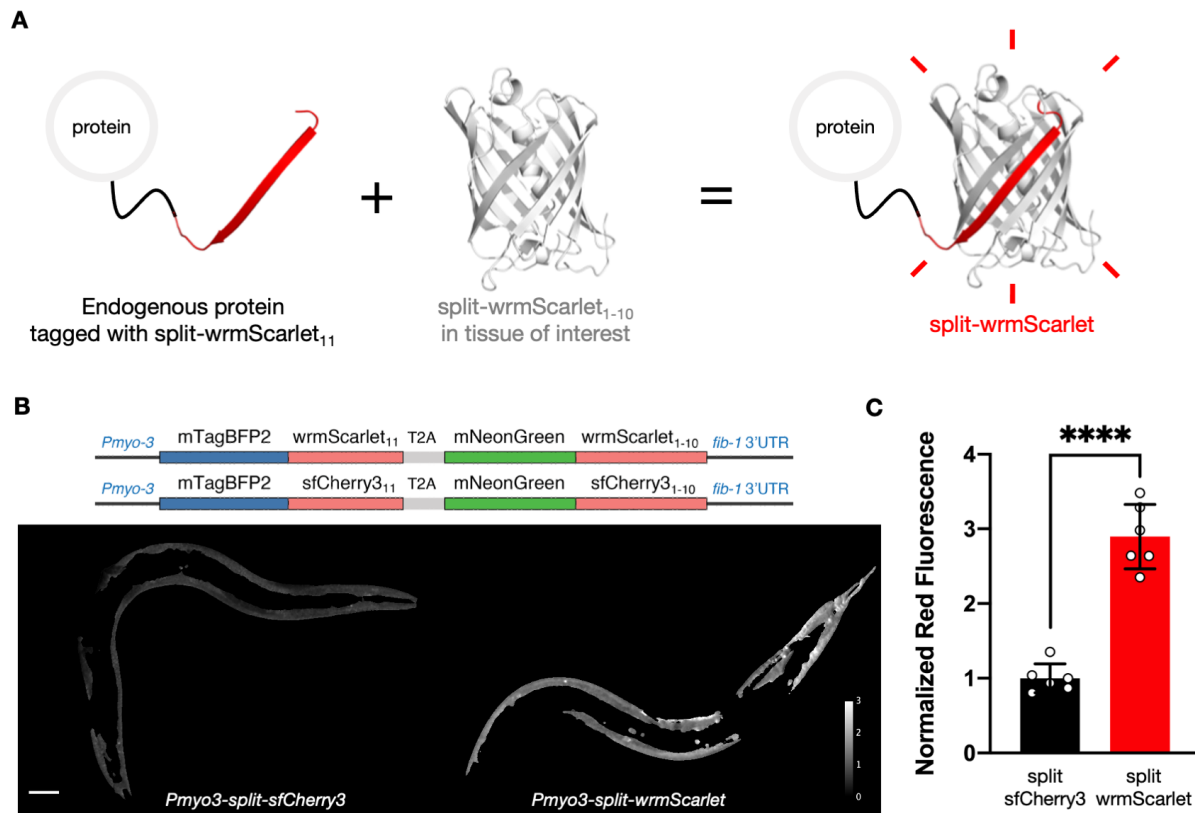 A
protein
+
=
protein
Endogenous protein
tagged with split-wrmScarlet₁₁
split-wrmScarlet₁₋₁₀
in tissue of interest
split-wrmScarlet
B
Pmyo-3 mTagBFP2 wrmScarlet₁₁ T2A mNeonGreen wrmScarlet₁₋₁₀ fib-1 3'UTR
Pmyo-3 mTagBFP2 sfCherry3₁₁ T2A mNeonGreen sfCherry3₁₋₁₀ fib-1 3'UTR
3
2
1
0
Pmyo3-split-sfCherry3
Pmyo3-split-wrmScarlet
C
Normalized Red Fluorescence
****
4
3
2
1
0
split
sfCherry3
split
wrmScarlet